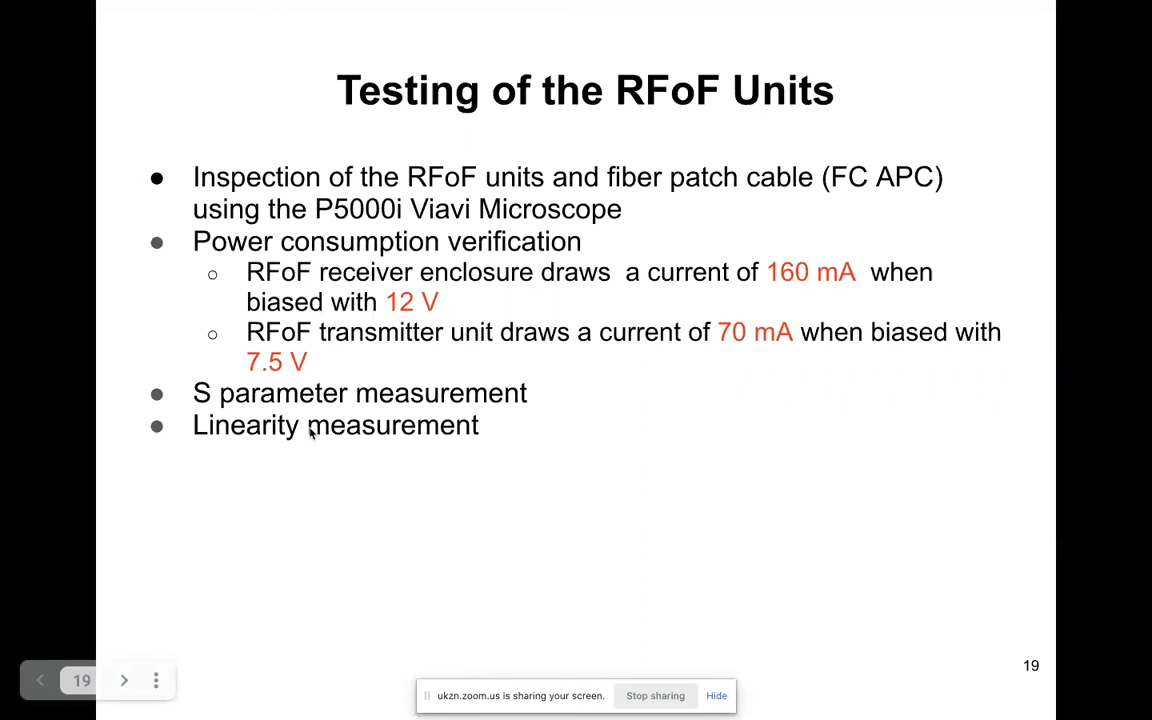 Testing of the RFoF Units
● Inspection of the RFoF units and fiber patch cable (FC APC)
using the P5000i Viavi Microscope
● Power consumption verification
○ RFoF receiver enclosure draws  a current of 160 mA  when
biased with 12 V
○ RFoF transmitter unit draws a current of 70 mA when biased with
7.5 V
● S parameter measurement
● Linearity measurement
19
19
ukzn.zoom.us is sharing your screen. Stop sharing Hide